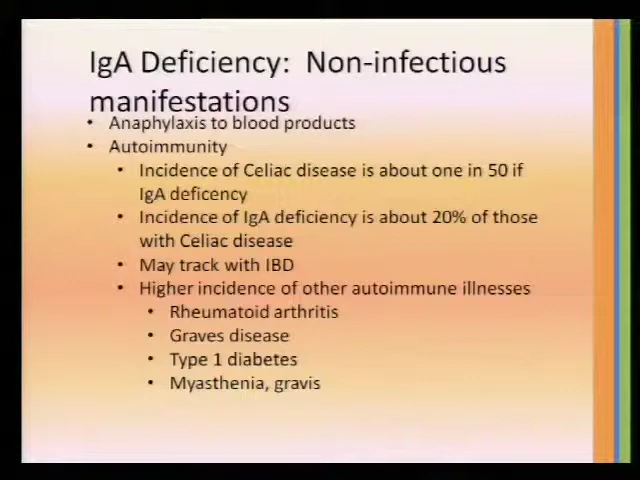 IgA Deficiency: Non-infectious
manifestations
• Anaphylaxis to blood products
• Autoimmunity
• Incidence of Celiac disease is about one in 50 if
IgA deficency
• Incidence of IgA deficiency is about 20% of those
with Celiac disease
• May track with IBD
• Higher incidence of other autoimmune illnesses
• Rheumatoid arthritis
• Graves disease
• Type 1 diabetes
• Myasthenia, gravis